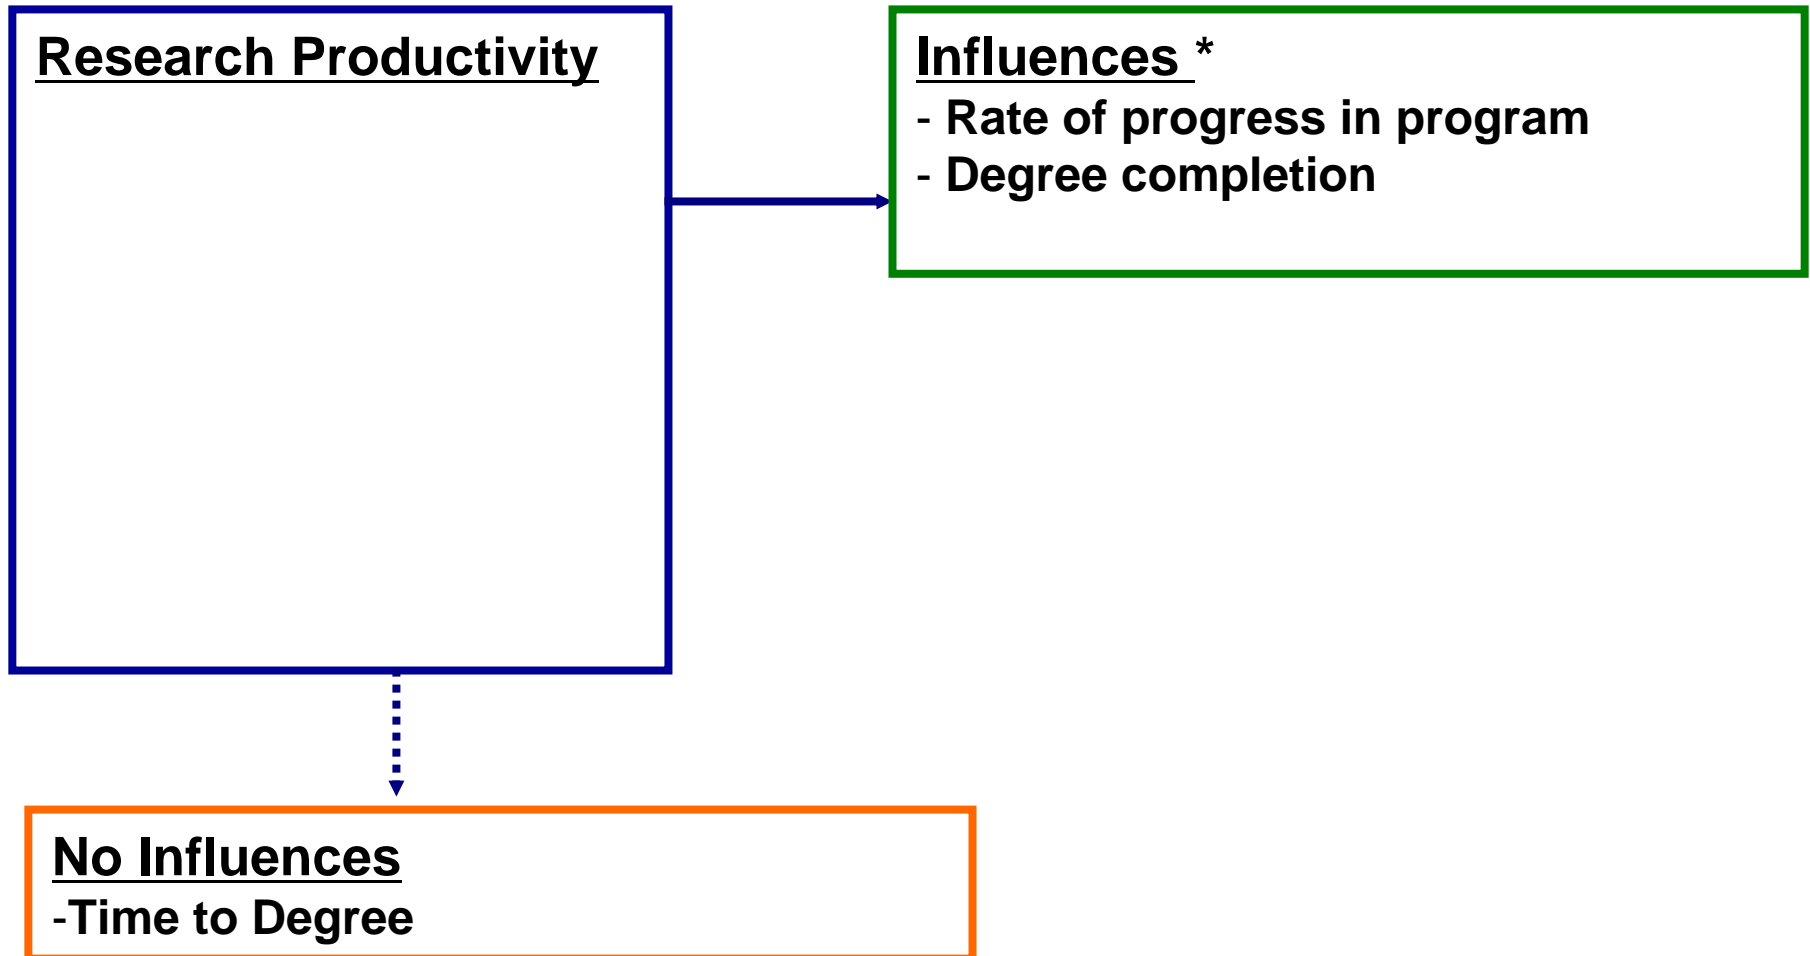 Research Productivity
Influences *
- Rate of progress in program
- Degree completion
No Influences
-Time to Degree